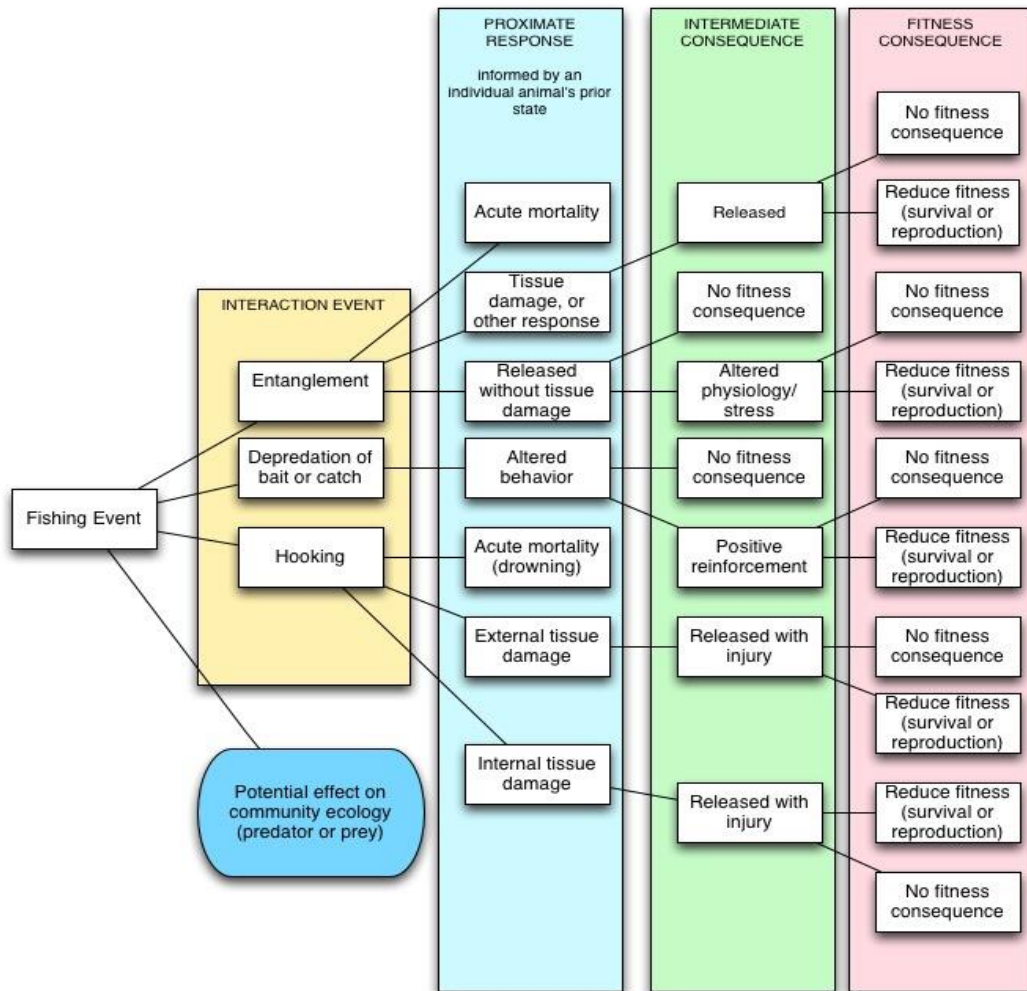 PROXIMATE
RESPONSE
informed by an
individual animal's prior
state
INTERMEDIATE
CONSEQUENCE
FITNESS
CONSEQUENCE
No fitness
consequence
Acute mortality
Released
Reduce fitness
(survival or
reproduction)
INTERACTION EVENT
Tissue
damage, or
other response
No fitness
consequence
No fitness
consequence
Entanglement
Released
without tissue
damage
Altered
physiology/
stress
Reduce fitness
(survival or
reproduction)
Depredation of
bait or catch
Altered
behavior
No fitness
consequence
No fitness
consequence
Fishing Event
Hooking
Acute mortality
(drowning)
Positive
reinforcement
Reduce fitness
(survival or
reproduction)
External tissue
damage
Released with
injury
No fitness
consequence
Reduce fitness
(survival or
reproduction)
Potential effect on
community ecology
(predator or prey)
Internal tissue
damage
Released with
injury
Reduce fitness
(survival or
reproduction)
No fitness
consequence